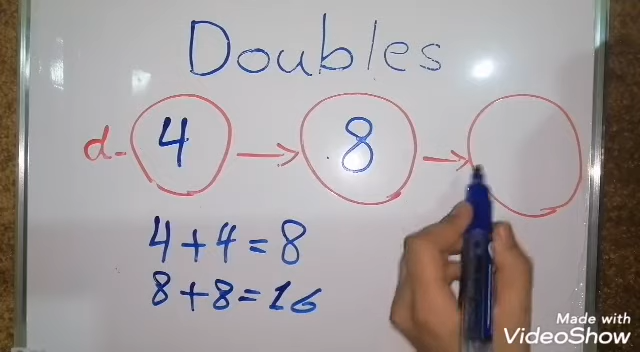 Doubles
d- 4 → 8 →
4+4=8
8+8=16
Made with
VideoShow